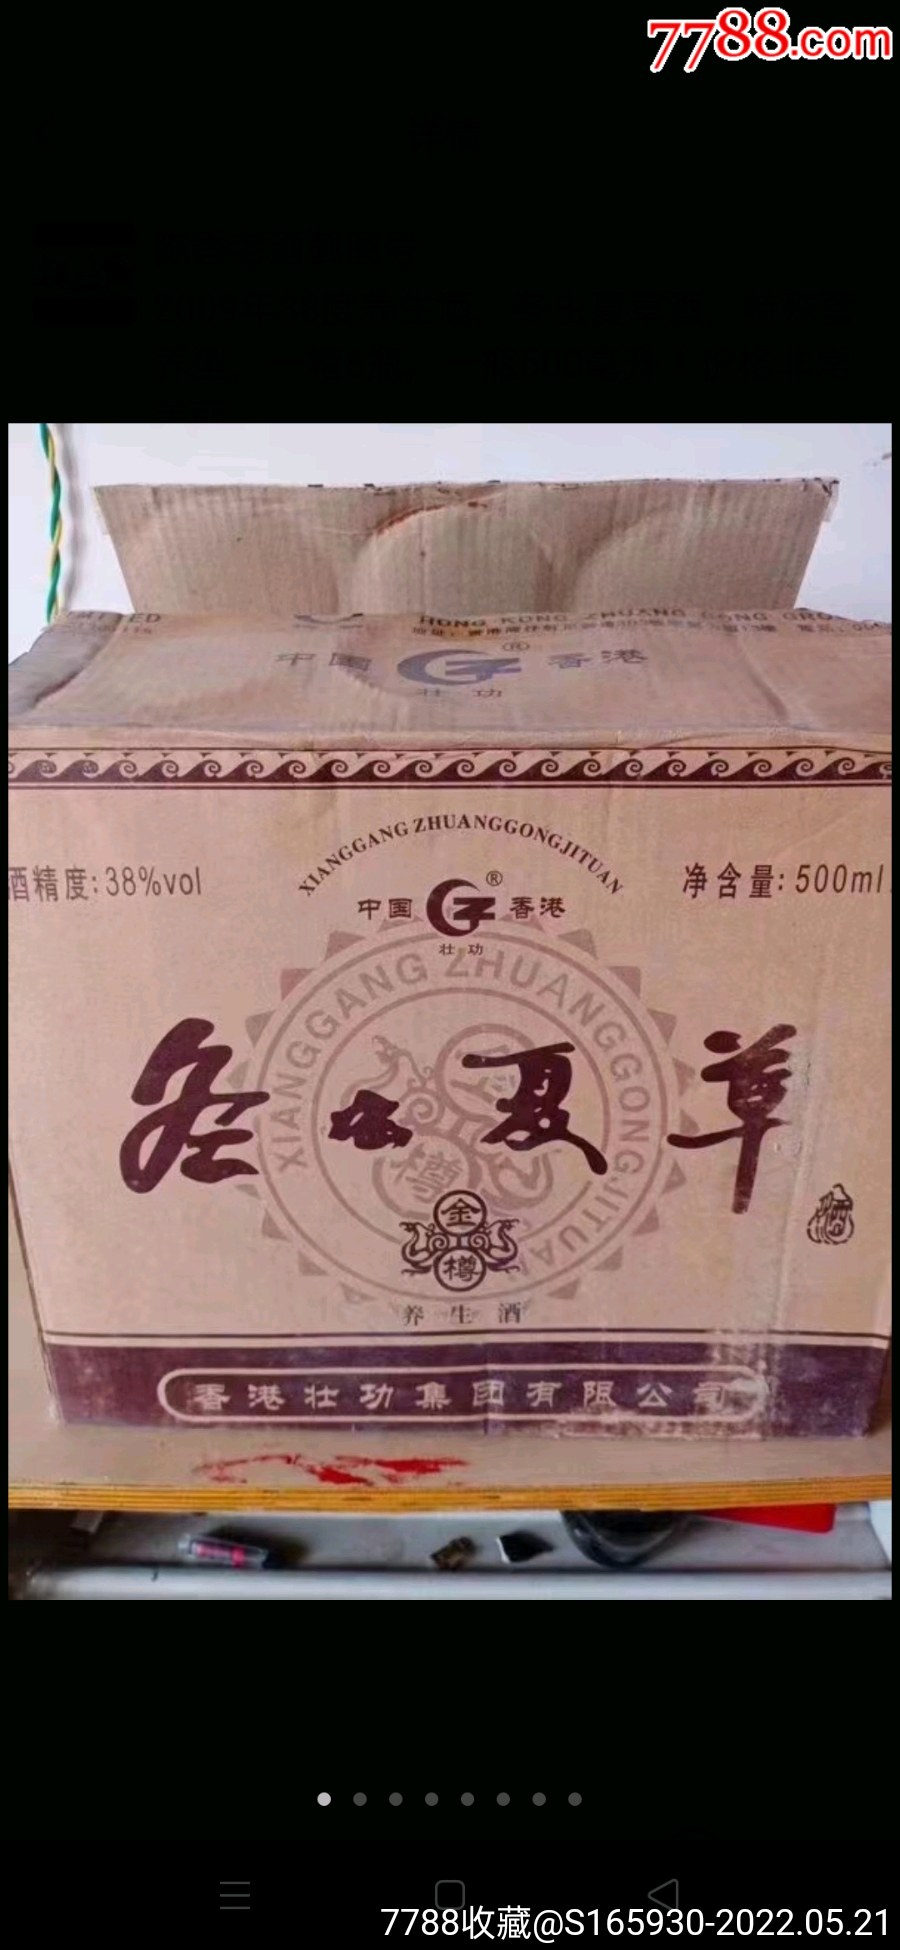 7788.com
HONG KONG ZHUANG GONG GRO
中国 ® 香港
壮功
XIANGGANG ZHUANGGONGJITUAN
酒精度:38%vol
净含量:500ml
中国 ® 香港
壮功
XIANGGANG ZHUANGGONGJITUAN
冬虫夏草
酒
金樽
养生酒
香港壮功集团有限公司
7788收藏@S165930-2022.05.21